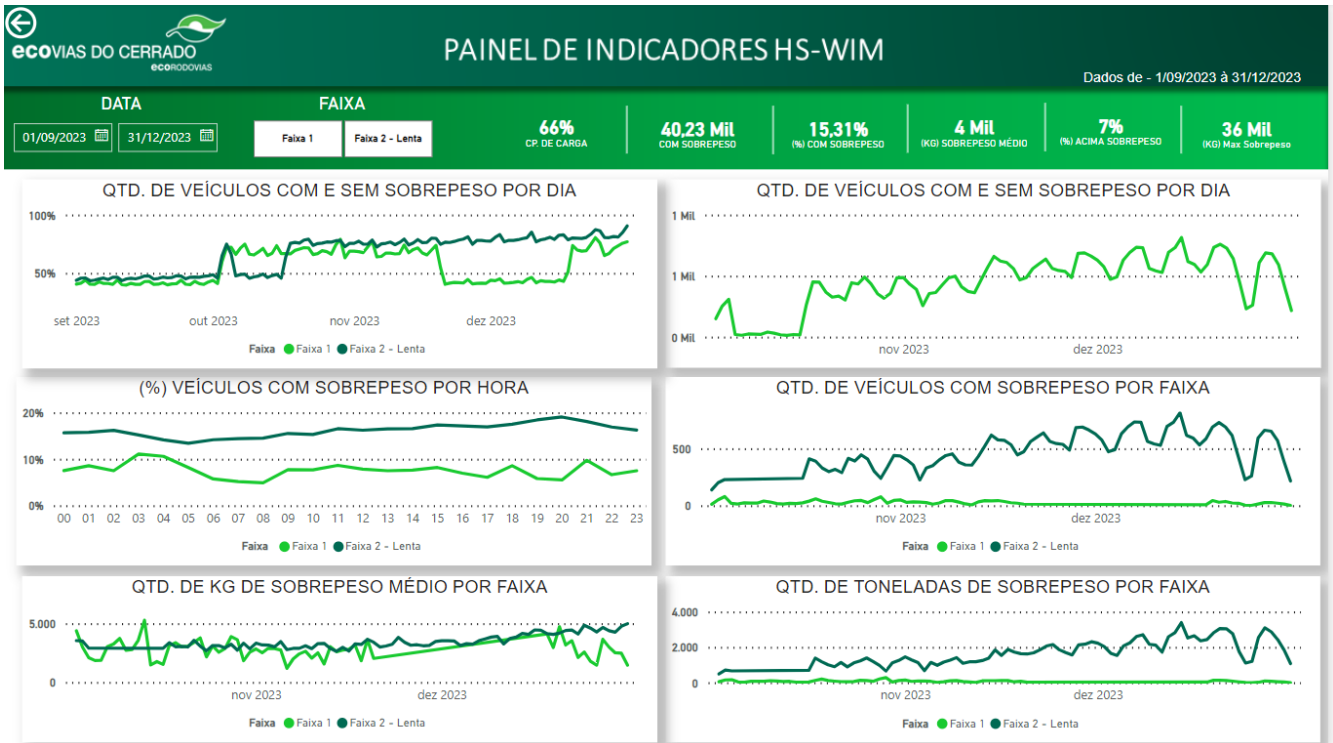 ecoVIAS DO CERRADO
ecoRODOVIAS
PAINEL DE INDICADORES HS-WIM
Dados de - 1/09/2023 à 31/12/2023
DATA
FAIXA
01/09/2023
31/12/2023
Faixa 1
Faixa 2 - Lenta
66%
CP. DE CARGA
40,23 Mil
COM SOBREPESO
15,31%
(%) COM SOBREPESO
4 Mil
(KG) SOBREPESO MÉDIO
7%
(%) ACIMA SOBREPESO
36 Mil
(KG) Max Sobrepeso
QTD. DE VEÍCULOS COM E SEM SOBREPESO POR DIA
100%
50%
set 2023 out 2023 nov 2023 dez 2023
Faixa Faixa 1 Faixa 2 - Lenta
QTD. DE VEÍCULOS COM E SEM SOBREPESO POR DIA
1 Mil
1 Mil
0 Mil
nov 2023 dez 2023
(%) VEÍCULOS COM SOBREPESO POR HORA
20%
10%
0%
00 01 02 03 04 05 06 07 08 09 10 11 12 13 14 15 16 17 18 19 20 21 22 23
Faixa Faixa 1 Faixa 2 - Lenta
QTD. DE VEÍCULOS COM SOBREPESO POR FAIXA
500
0
nov 2023 dez 2023
Faixa Faixa 1 Faixa 2 - Lenta
QTD. DE KG DE SOBREPESO MÉDIO POR FAIXA
5.000
0
nov 2023 dez 2023
Faixa Faixa 1 Faixa 2 - Lenta
QTD. DE TONELADAS DE SOBREPESO POR FAIXA
4.000
2.000
0
nov 2023 dez 2023
Faixa Faixa 1 Faixa 2 - Lenta